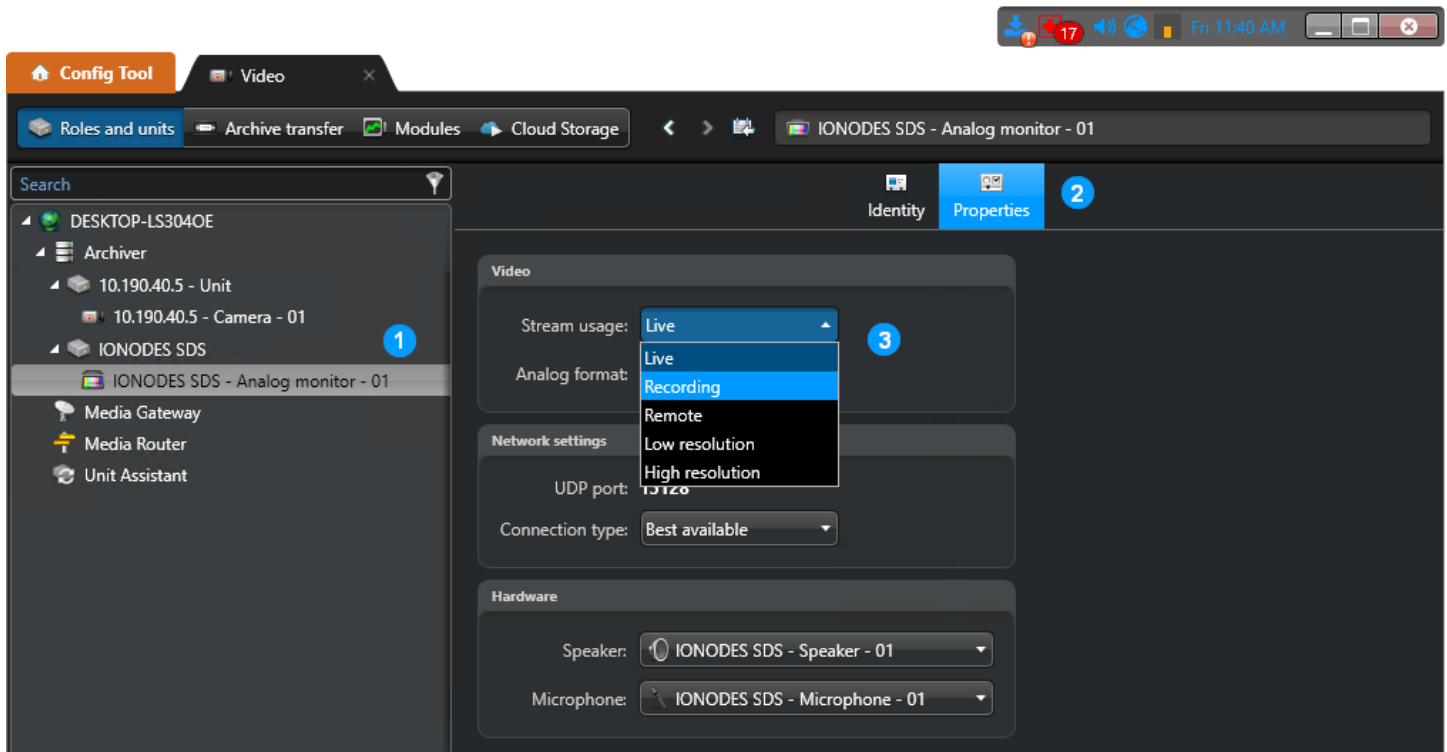 17
Fri 11:40 AM
Config Tool
Video
Roles and units
Archive transfer
Modules
Cloud Storage
IONODES SDS - Analog monitor - 01
Search
Identity
Properties
2
DESKTOP-LS304OE
Archiver
10.190.40.5 - Unit
10.190.40.5 - Camera - 01
1
IONODES SDS
IONODES SDS - Analog monitor - 01
Media Gateway
Media Router
Unit Assistant
Video
Stream usage: Live
3
Live
Analog format:
Recording
Remote
Low resolution
High resolution
Network settings
UDP port: 15128
Connection type: Best available
Hardware
Speaker: IONODES SDS - Speaker - 01
Microphone: IONODES SDS - Microphone - 01